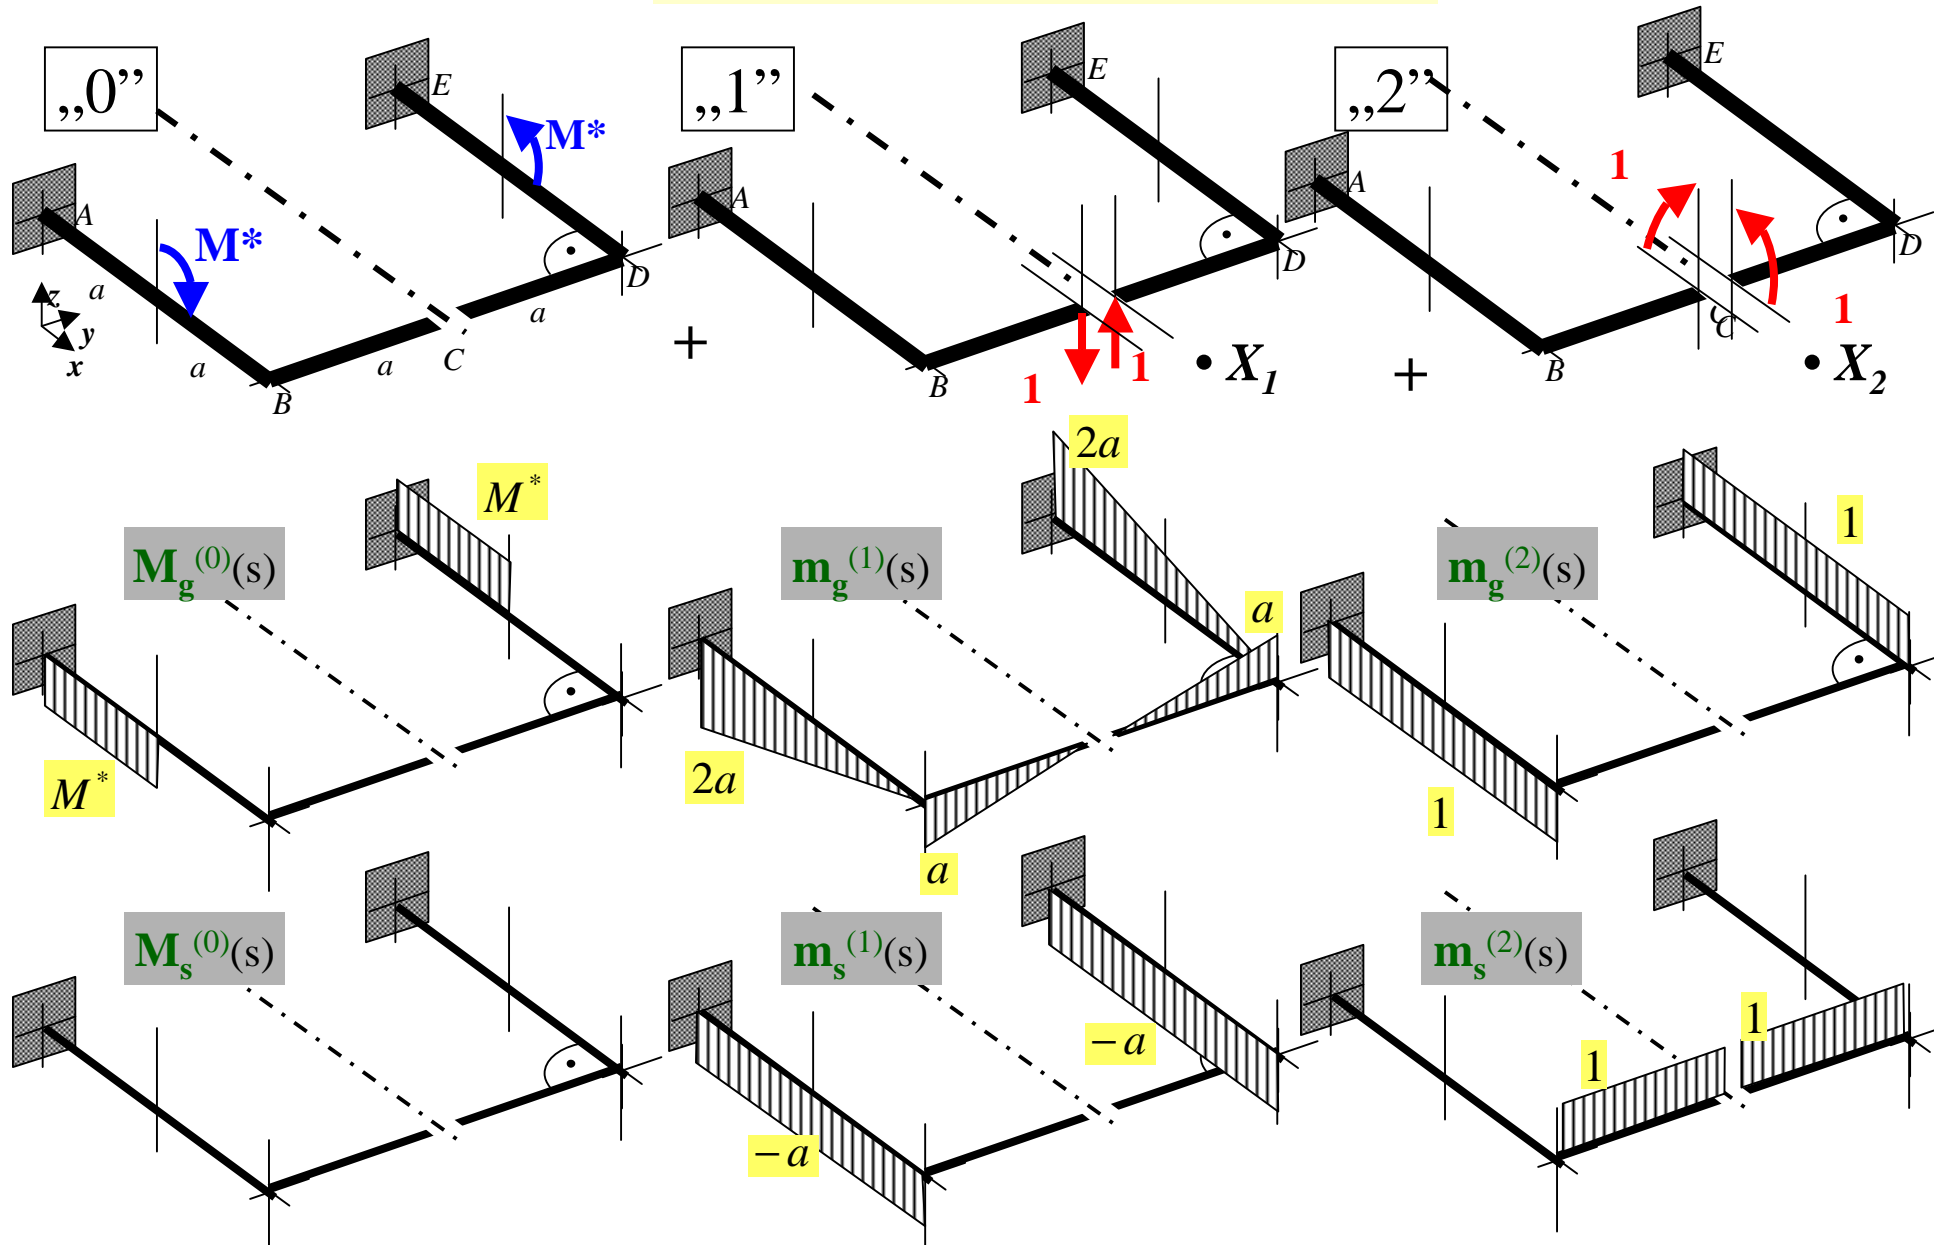 „0” E „1” E „2” E
M* M* 1
A A A
a M* D D D
z y x a a a C B + 1 1 B • X1 + C 1 B • X2
M* 2a 1
Mg(0)(s) mg(1)(s) mg(2)(s)
a
M* 2a 1
a
Ms(0)(s) ms(1)(s) ms(2)(s)
−a 1 1
−a